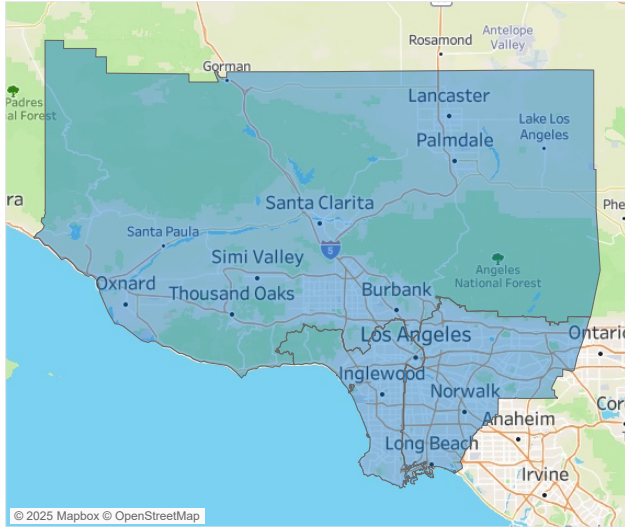 Antelope
Valley
Rosamond
Gorman
Padres
al Forest
Lancaster
Lake Los
Angeles
Palmdale
ra
Santa Clarita
Phe
Santa Paula
5
Simi Valley
Angeles
National Forest
Oxnard
Thousand Oaks
Burbank
Los Angeles
Ontario
Inglewood
Norwalk
Cor
Anaheim
Long Beach
Irvine
© 2025 Mapbox © OpenStreetMap